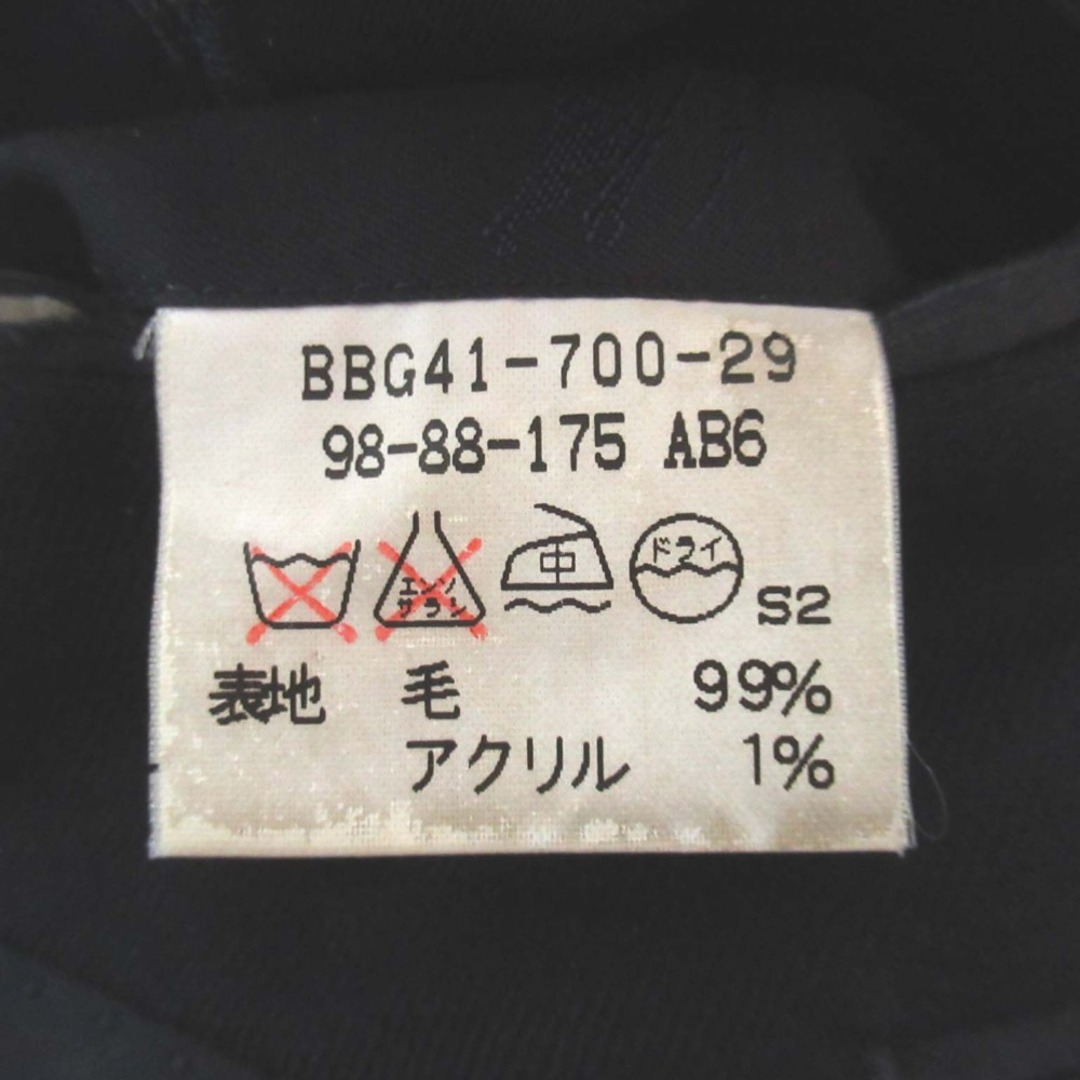 BBG41-700-29
98-88-175 AB6
エンソ
サラシ
中
ドライ
S2
表地 毛 99%
アクリル 1%